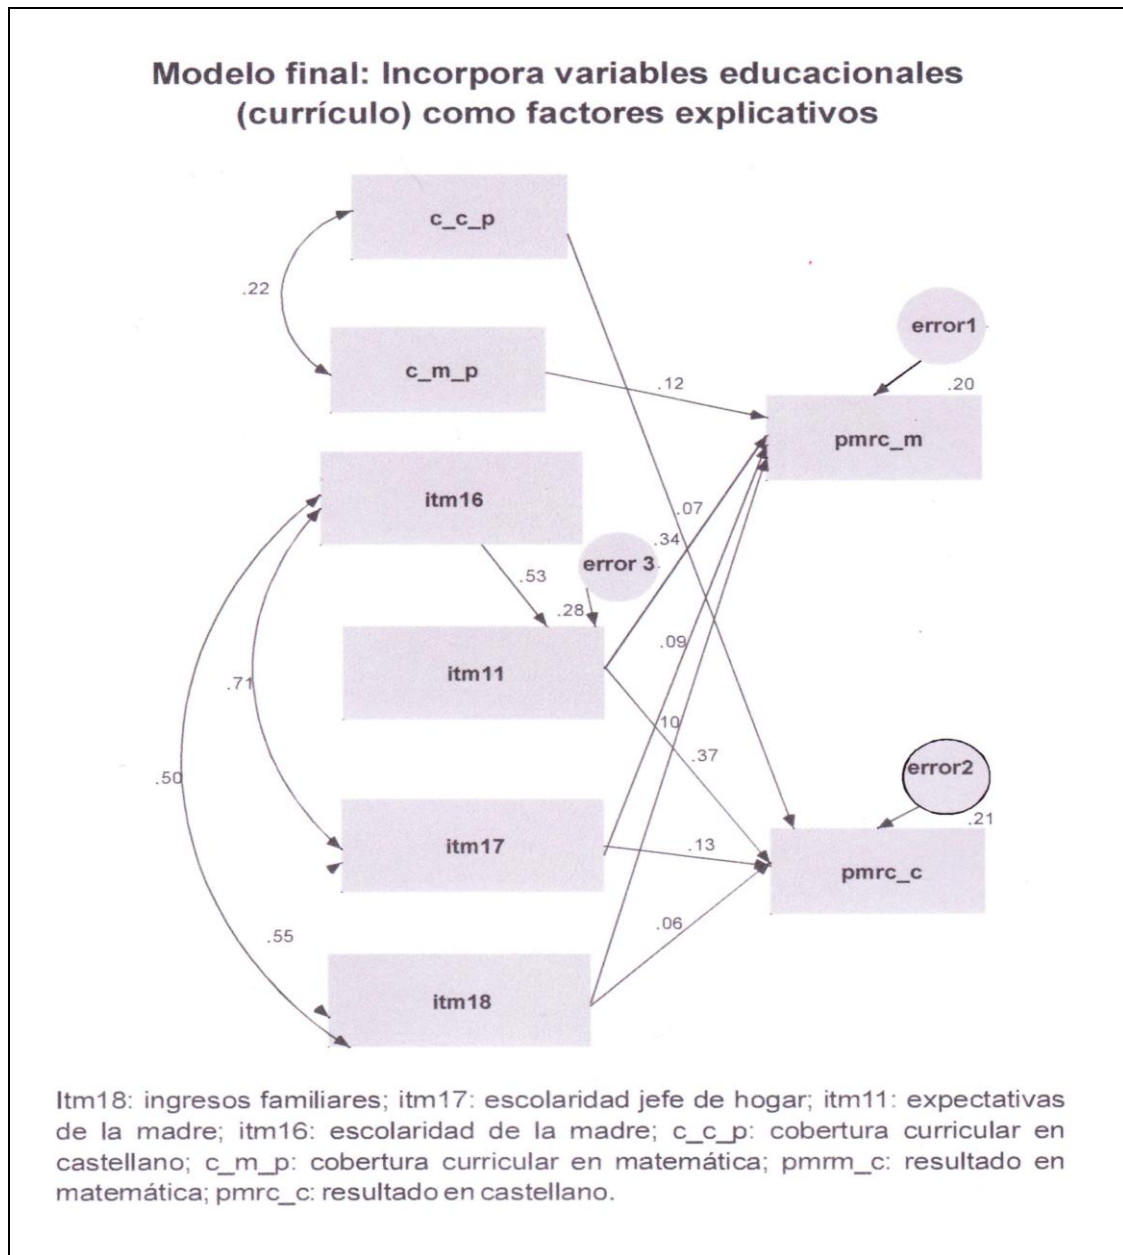 Modelo final: Incorpora variables educacionales
(currículo) como factores explicativos
c_c_p
.22
error1
c_m_p
.12
.20
pmrc_m
itm16
.07
.34
error 3
.53
.28
.09
itm11
.71
.10
.37
.50
error2
.21
itm17
.13
pmrc_c
.06
.55
itm18
Itm18: ingresos familiares; itm17: escolaridad jefe de hogar; itm11: expectativas
de la madre; itm16: escolaridad de la madre; c_c_p: cobertura curricular en
castellano; c_m_p: cobertura curricular en matemática; pmrm_c: resultado en
matemática; pmrc_c: resultado en castellano.